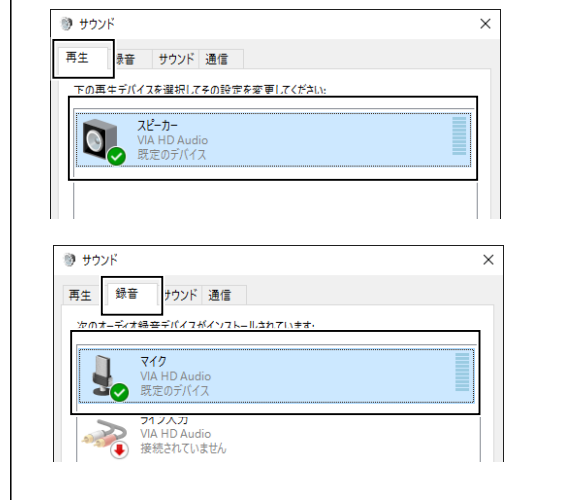 サウンド
再生 録音 サウンド 通信
下の再生デバイスを選択してその設定を変更してください:
スピーカー
VIA HD Audio
既定のデバイス
サウンド
再生 録音 サウンド 通信
次のオーディオ録音デバイスがインストールされています:
マイク
VIA HD Audio
既定のデバイス
ライン入力
VIA HD Audio
接続されていません